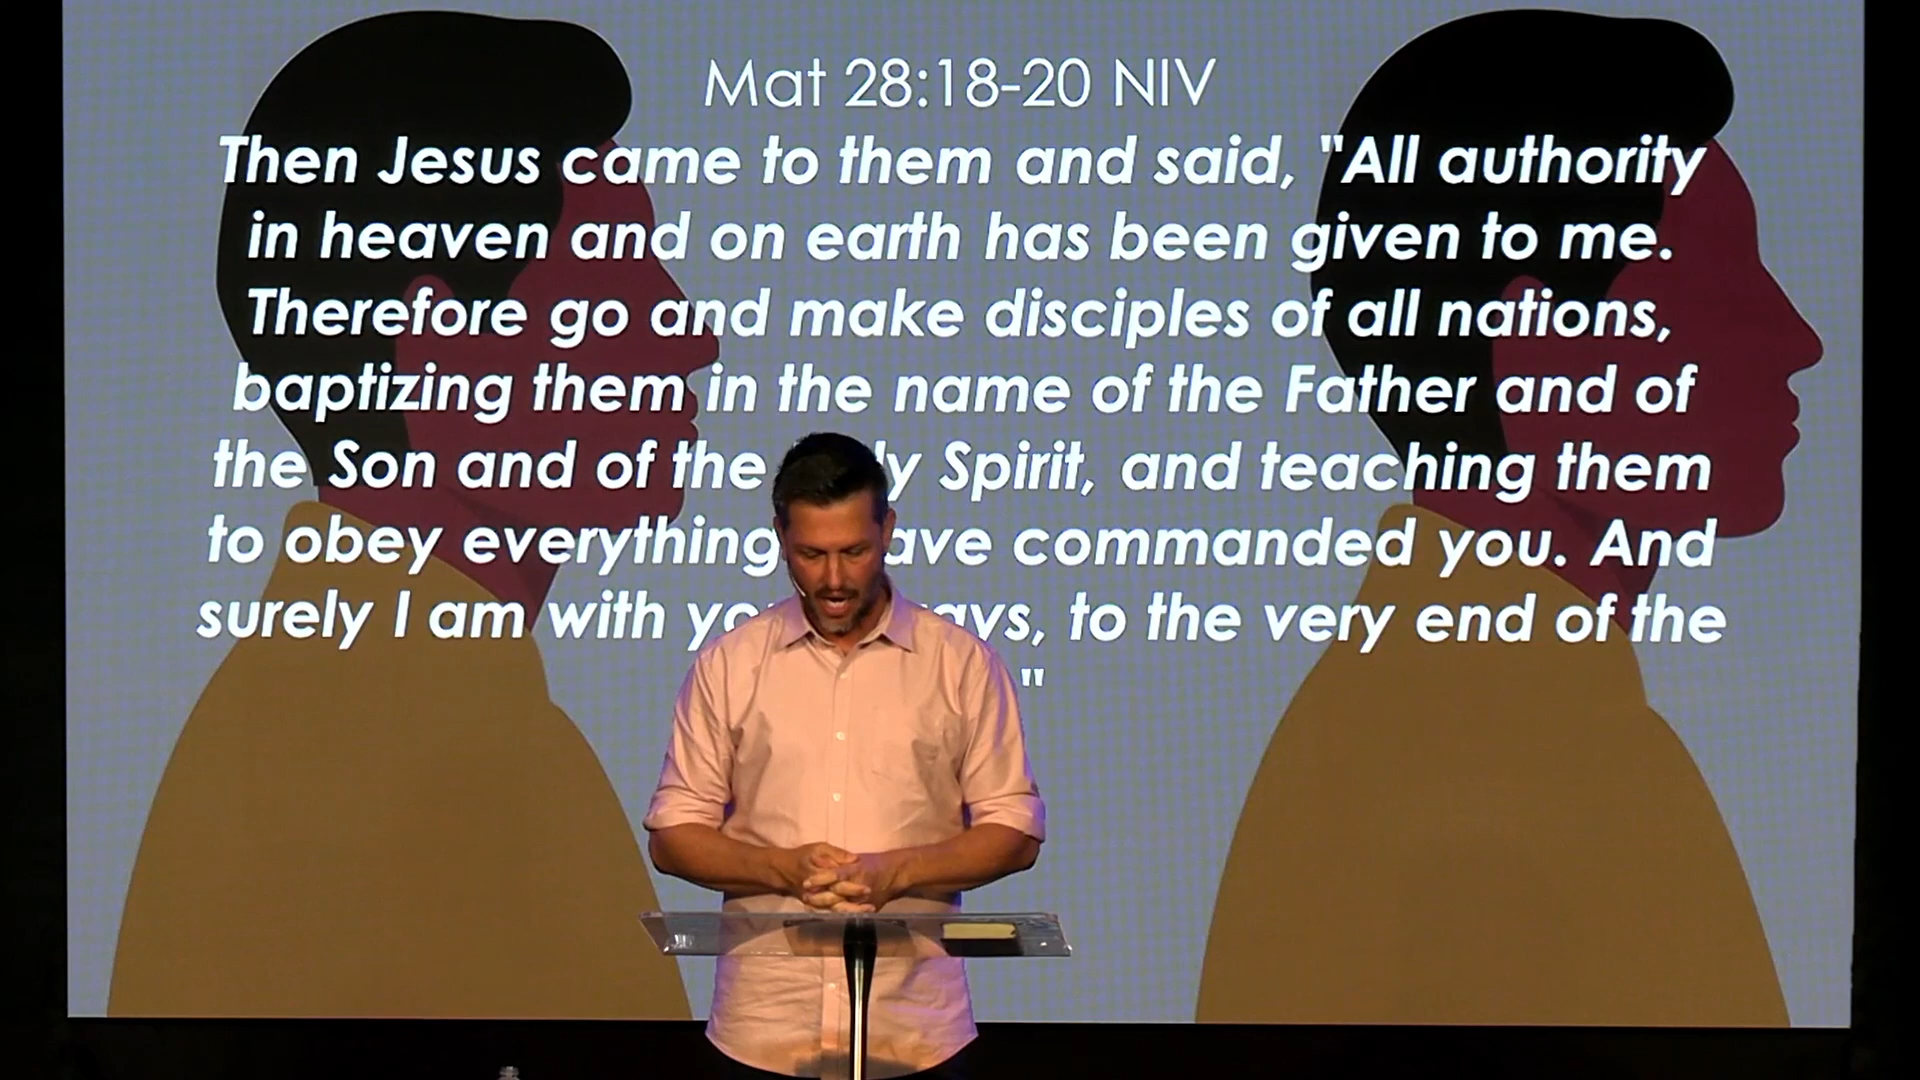 Mat 28:18-20 NIV
Then Jesus came to them and said, "All authority
in heaven and on earth has been given to me.
Therefore go and make disciples of all nations,
baptizing them in the name of the Father and of
the Son and of the Spirit, and teaching them
to obey everything commanded you. And
surely I am with to the very end of the
"